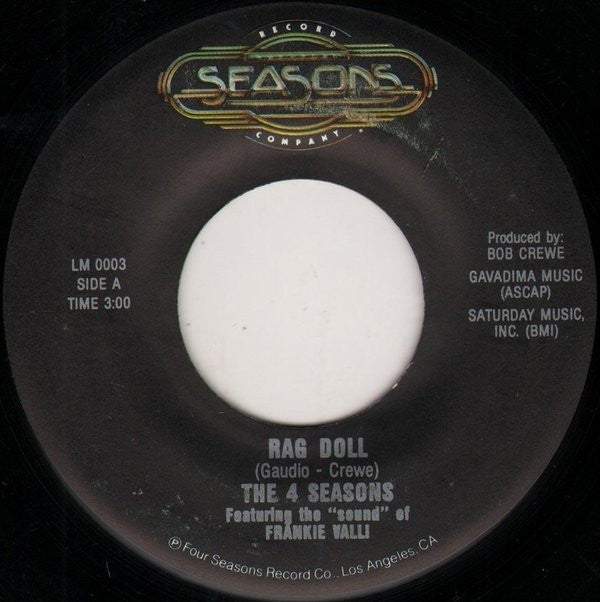 RECORD
SEASONS
COMPANY
LM 0003
SIDE A
TIME 3:00
Produced by:
BOB CREWE
GAVADIMA MUSIC
(ASCAP)
SATURDAY MUSIC,
INC. (BMI)
RAG DOLL
(Gaudio - Crewe)
THE 4 SEASONS
Featuring the "sound" of
FRANKIE VALLI
Ⓟ Four Seasons Record Co., Los Angeles, CA